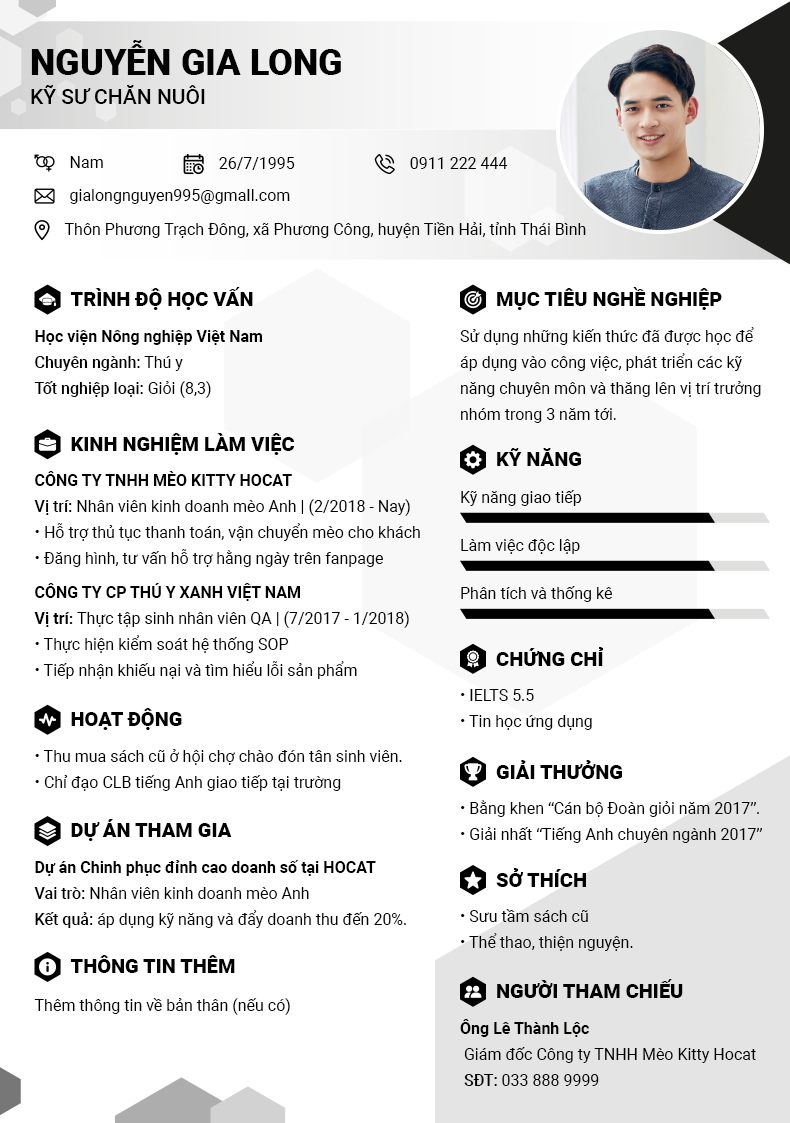 NGUYỄN GIA LONG
KỸ SƯ CHĂN NUÔI
Nam
26/7/1995
0911 222 444
gialongnguyen995@gmall.com
Thôn Phương Trạch Đông, xã Phương Công, huyện Tiền Hải, tỉnh Thái Bình
TRÌNH ĐỘ HỌC VẤN
Học viện Nông nghiệp Việt Nam
Chuyên ngành: Thú y
Tốt nghiệp loại: Giỏi (8,3)
KINH NGHIỆM LÀM VIỆC
CÔNG TY TNHH MÈO KITTY HOCAT
Vị trí: Nhân viên kinh doanh mèo Anh | (2/2018 - Nay)
• Hỗ trợ thủ tục thanh toán, vận chuyển mèo cho khách
• Đăng hình, tư vấn hỗ trợ hằng ngày trên fanpage
CÔNG TY CP THÚ Y XANH VIỆT NAM
Vị trí: Thực tập sinh nhân viên QA | (7/2017 - 1/2018)
• Thực hiện kiểm soát hệ thống SOP
• Tiếp nhận khiếu nại và tìm hiểu lỗi sản phẩm
HOẠT ĐỘNG
• Thu mua sách cũ ở hội chợ chào đón tân sinh viên.
• Chỉ đạo CLB tiếng Anh giao tiếp tại trường
DỰ ÁN THAM GIA
Dự án Chinh phục đỉnh cao doanh số tại HOCAT
Vai trò: Nhân viên kinh doanh mèo Anh
Kết quả: áp dụng kỹ năng và đẩy doanh thu đến 20%.
THÔNG TIN THÊM
Thêm thông tin về bản thân (nếu có)
MỤC TIÊU NGHỀ NGHIỆP
Sử dụng những kiến thức đã được học để
áp dụng vào công việc, phát triển các kỹ
năng chuyên môn và thăng lên vị trí trưởng
nhóm trong 3 năm tới.
KỸ NĂNG
Kỹ năng giao tiếp
Làm việc độc lập
Phân tích và thống kê
CHỨNG CHỈ
• IELTS 5.5
• Tin học ứng dụng
GIẢI THƯỞNG
• Bằng khen “Cán bộ Đoàn giỏi năm 2017”.
• Giải nhất “Tiếng Anh chuyên ngành 2017”
SỞ THÍCH
• Sưu tầm sách cũ
• Thể thao, thiện nguyện.
NGƯỜI THAM CHIẾU
Ông Lê Thành Lộc
Giám đốc Công ty TNHH Mèo Kitty Hocat
SĐT: 033 888 9999